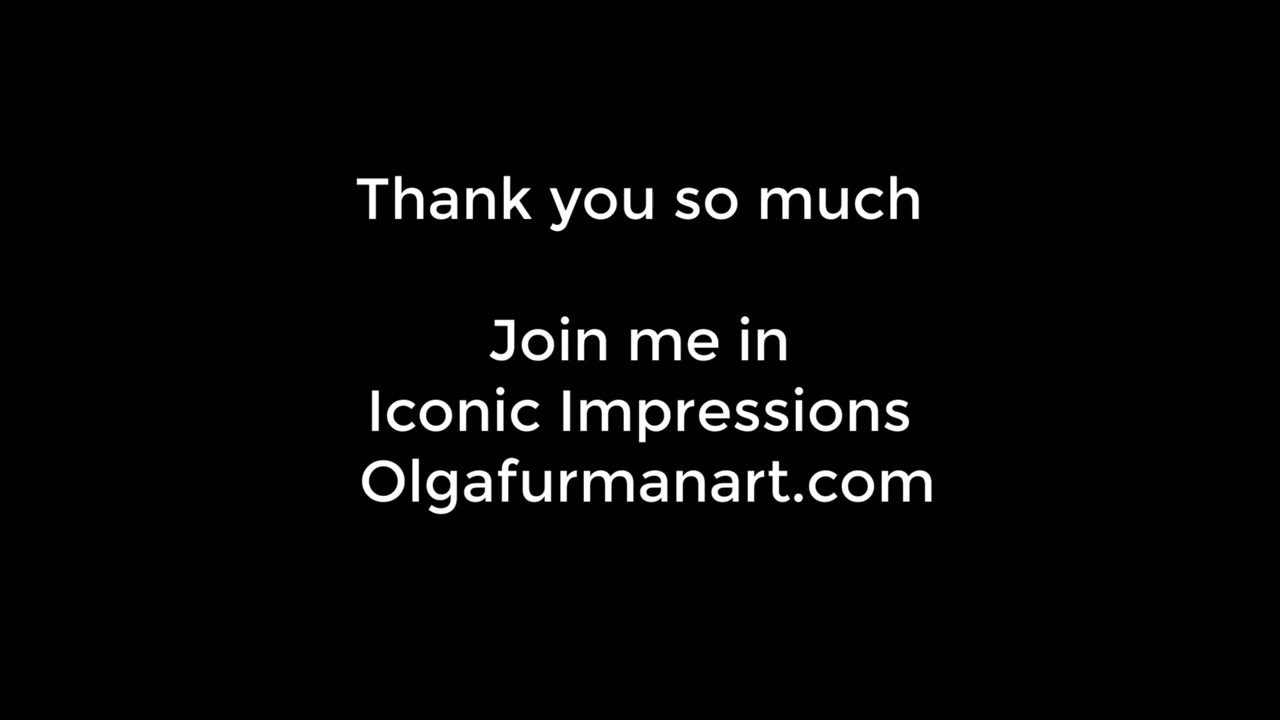 Thank you so much
Join me in
Iconic Impressions
Olgafurmanart.com